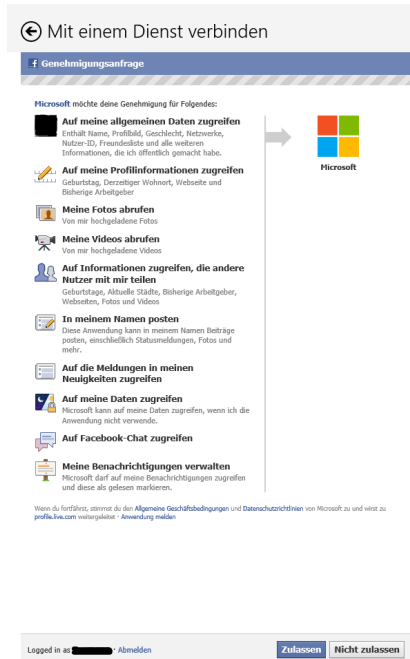 Mit einem Dienst verbinden
Genehmigungsanfrage
Microsoft möchte deine Genehmigung für Folgendes:
Auf meine allgemeinen Daten zugreifen
Enthält Name, Profilbild, Geschlecht, Netzwerke,
Nutzer-ID, Freundesliste und alle weiteren
Informationen, die ich öffentlich gemacht habe.
Microsoft
Auf meine Profilinformationen zugreifen
Geburtstag, Derzeitiger Wohnort, Webseite und
Bisherige Arbeitgeber
Meine Fotos abrufen
Von mir hochgeladene Fotos
Meine Videos abrufen
Von mir hochgeladene Videos
Auf Informationen zugreifen, die andere
Nutzer mit mir teilen
Geburtstage, Aktuelle Städte, Bisherige Arbeitgeber,
Webseiten, Fotos und Videos
In meinem Namen posten
Diese Anwendung kann in meinem Namen Beiträge
posten, einschließlich Statusmeldungen, Fotos und
mehr.
Auf die Meldungen in meinen
Neuigkeiten zugreifen
Auf meine Daten zugreifen
Microsoft kann auf meine Daten zugreifen, wenn ich die
Anwendung nicht verwende.
Auf Facebook-Chat zugreifen
Meine Benachrichtigungen verwalten
Microsoft darf auf meine Benachrichtigungen zugreifen
und diese als gelesen markieren.
Wenn du fortfährst, stimmst du den Allgemeine Geschäftsbedingungen und Datenschutzrichtlinien von Microsoft zu und wirst zu
profile.live.com weitergeleitet · Anwendung melden
Logged in as · Abmelden
Zulassen
Nicht zulassen